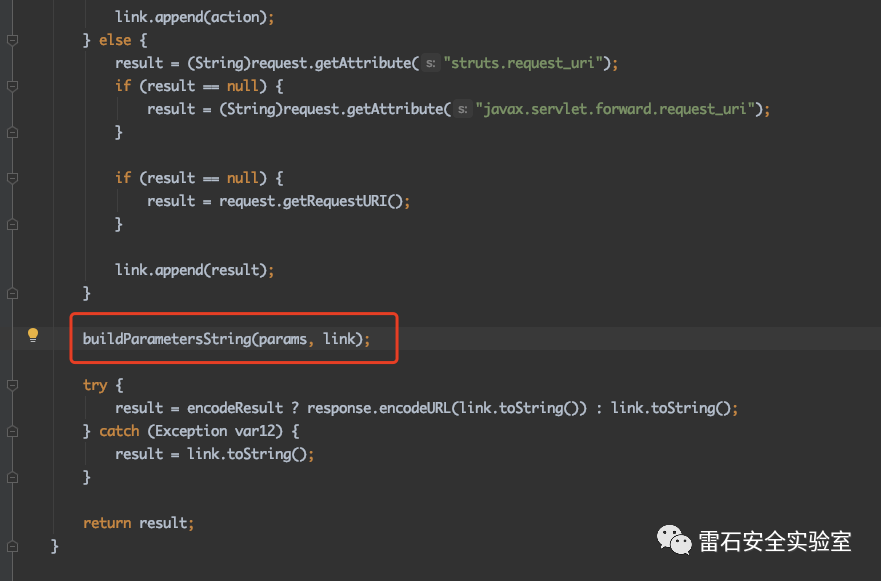 link.append(action);
} else {
result = (String)request.getAttribute( s: "struts.request_uri");
if (result == null) {
result = (String)request.getAttribute( s: "javax.servlet.forward.request_uri");
}
if (result == null) {
result = request.getRequestURI();
}
link.append(result);
}
buildParametersString(params, link);
try {
result = encodeResult ? response.encodeURL(link.toString()) : link.toString();
} catch (Exception var12) {
result = link.toString();
}
return result;
}
雷石安全实验室